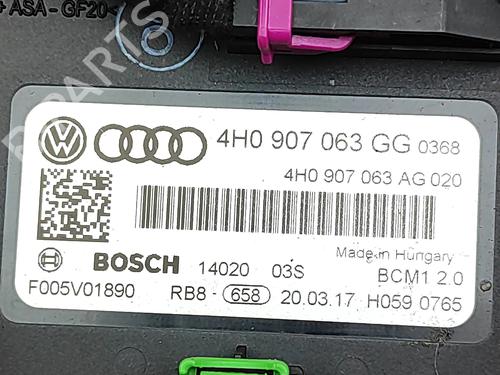 + ASA - GF20
B PARTS
4H0 907 063 GG 0368
4H0 907 063 AG 020
Made in Hungary
BOSCH 14020 03S BCM1 2.0
F005V01890 RB8 - 658 20.03.17 H059 0765